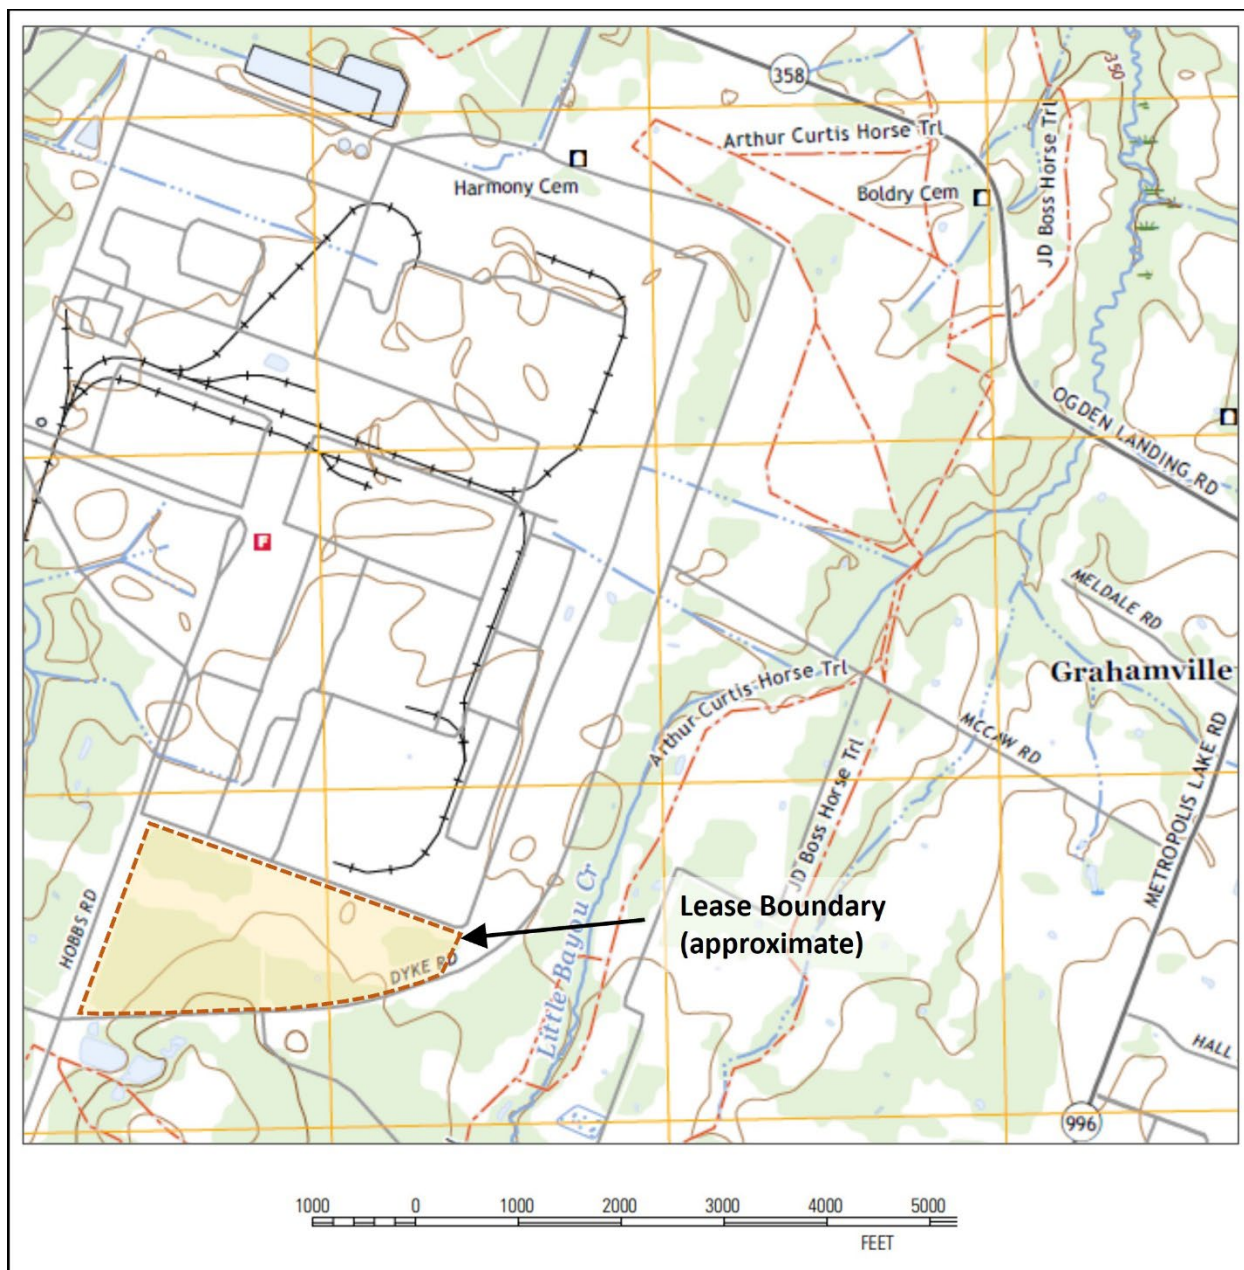 358
350
Arthur Curtis Horse Trl
JD Boss Horse Trl
Harmony Cem
Boldry Cem
OGDEN LANDING RD
F
MELDALE RD
Grahamville
Arthur Curtis Horse Trl
MCCAW RD
METROPOLIS LAKE RD
JD Boss Horse Trl
HOBBS RD
Little Bayou Cr
Lease Boundary
(approximate)
DYKE RD
HALL
996
1000 0 1000 2000 3000 4000 5000
FEET